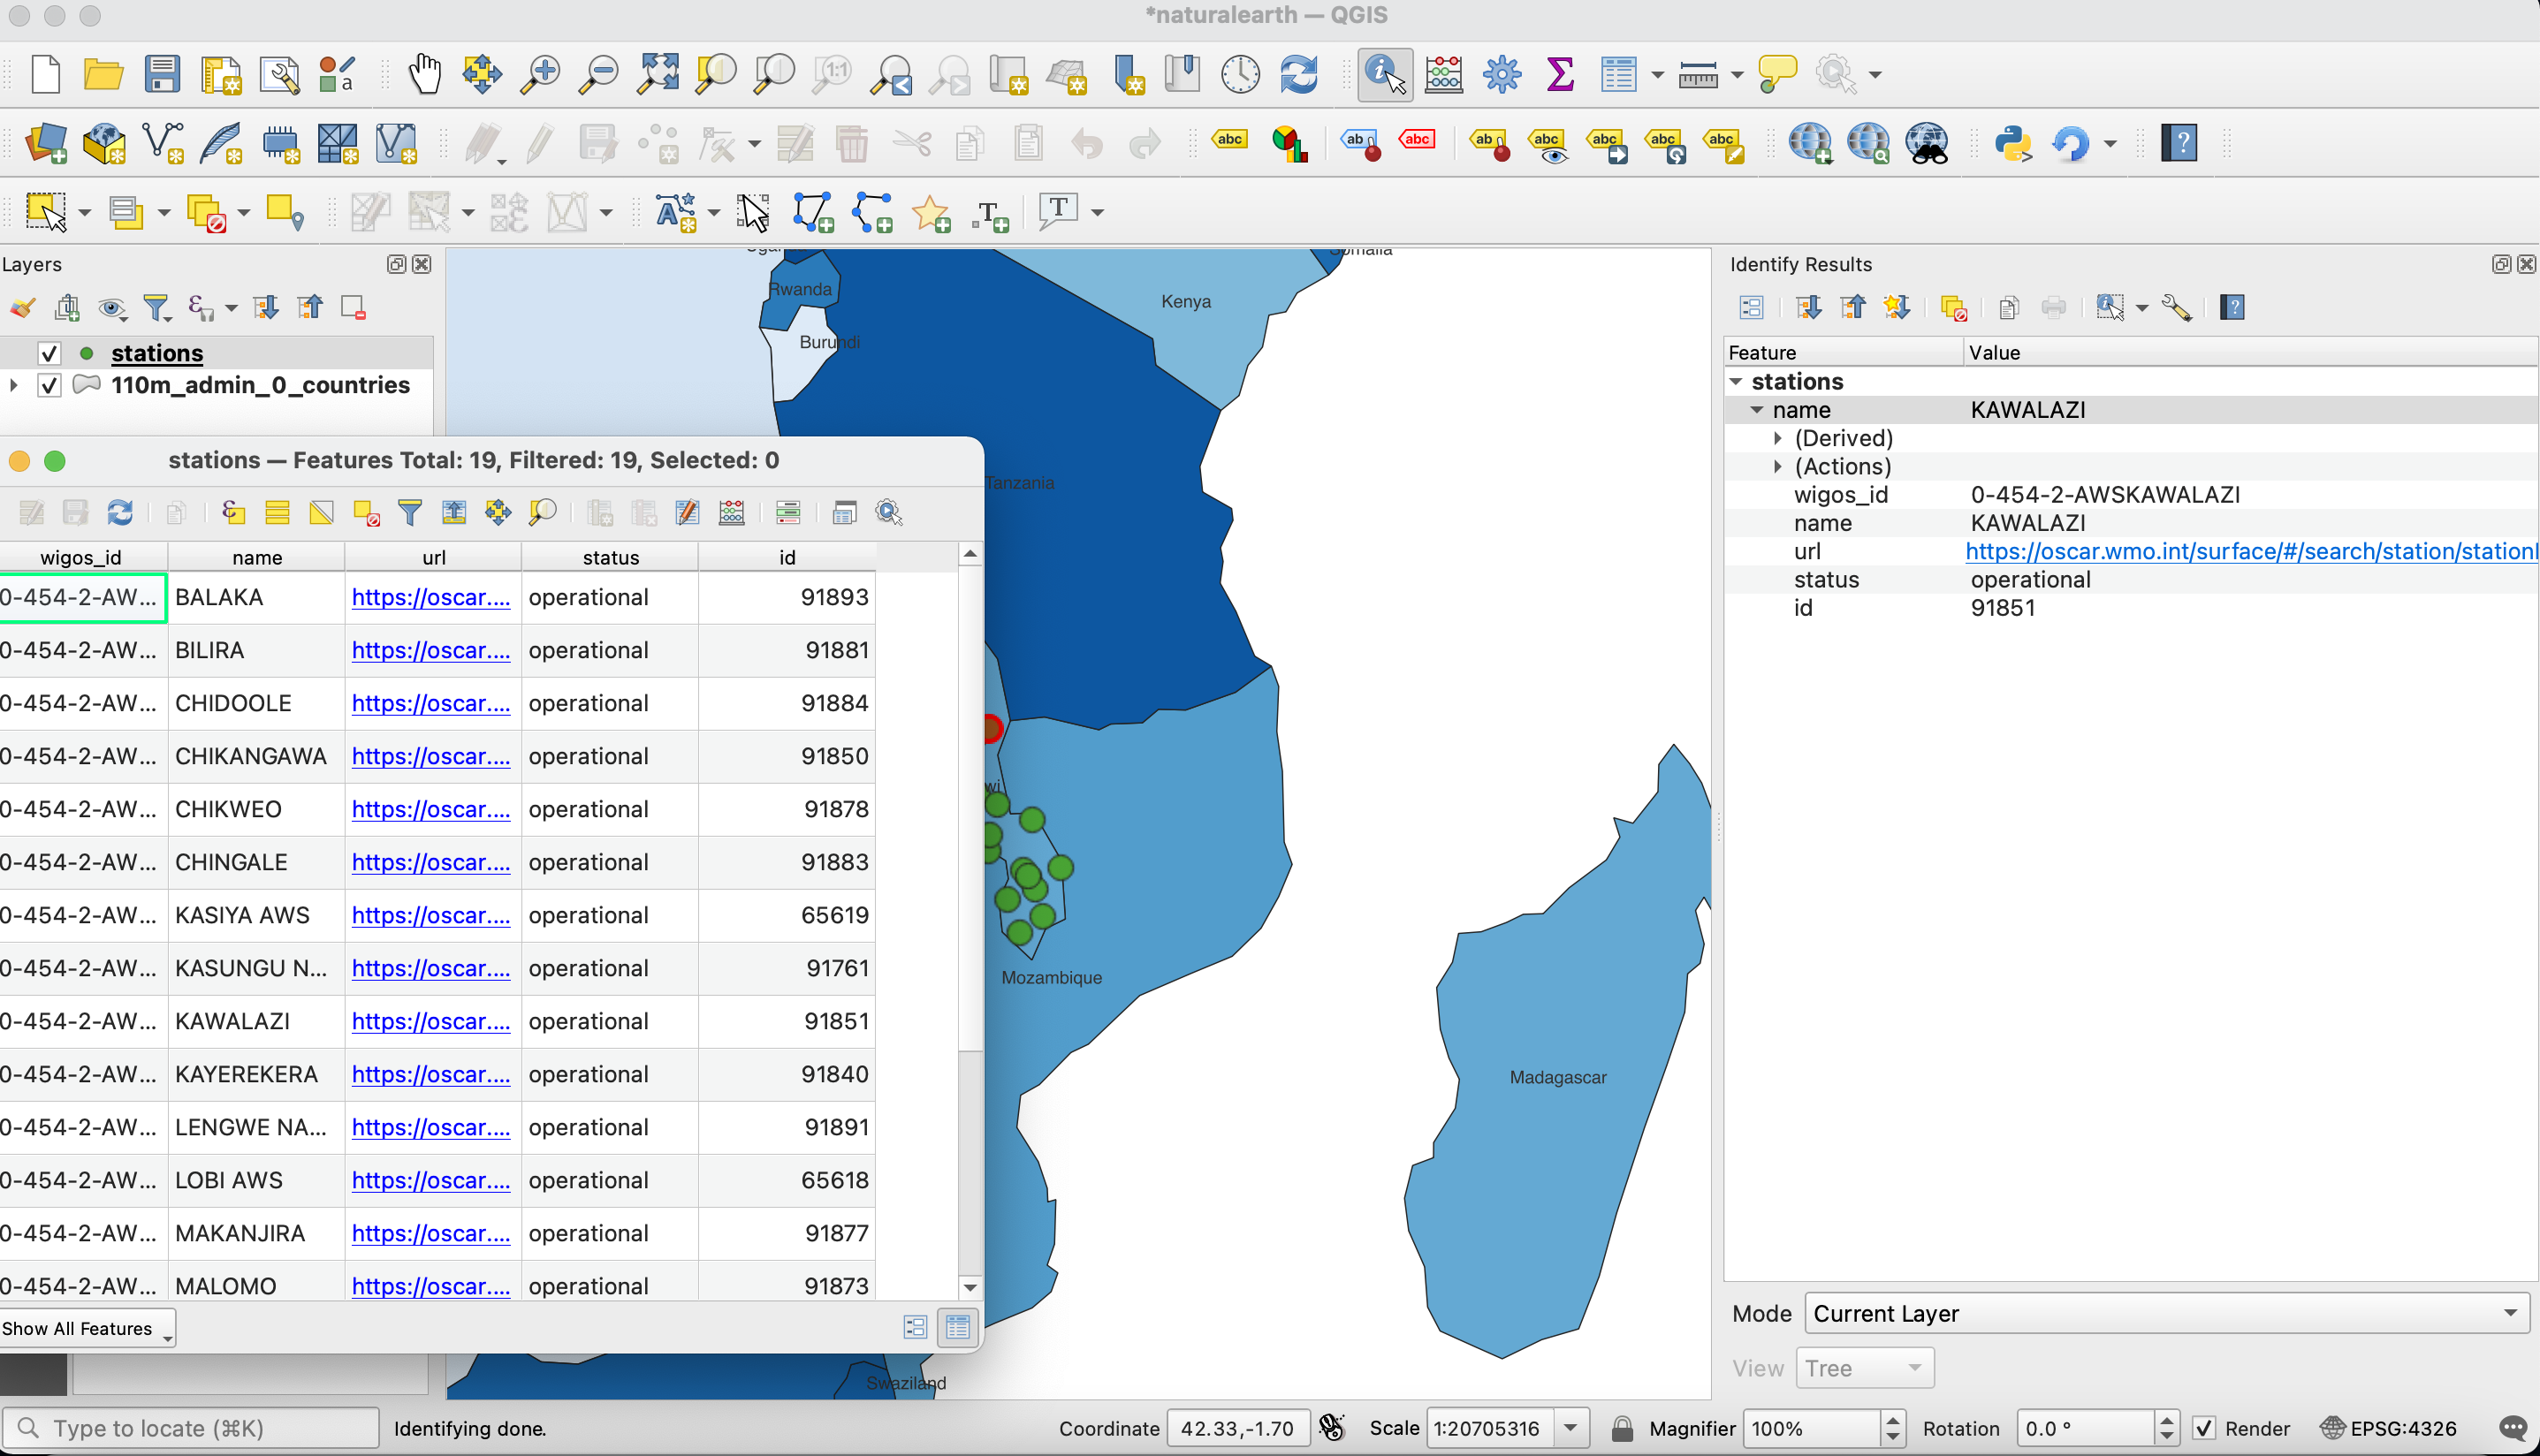 *naturalearth — QGIS
Layers
stations
110m_admin_0_countries
stations — Features Total: 19, Filtered: 19, Selected: 0
wigos_id name url status id
0-454-2-AW... BALAKA https://oscar.... operational 91893
0-454-2-AW... BILIRA https://oscar.... operational 91881
0-454-2-AW... CHIDOOLE https://oscar.... operational 91884
0-454-2-AW... CHIKANGAWA https://oscar.... operational 91850
0-454-2-AW... CHIKWEO https://oscar.... operational 91878
0-454-2-AW... CHINGALE https://oscar.... operational 91883
0-454-2-AW... KASIYA AWS https://oscar.... operational 65619
0-454-2-AW... KASUNGU N... https://oscar.... operational 91761
0-454-2-AW... KAWALAZI https://oscar.... operational 91851
0-454-2-AW... KAYEREKERA https://oscar.... operational 91840
0-454-2-AW... LENGWE NA... https://oscar.... operational 91891
0-454-2-AW... LOBI AWS https://oscar.... operational 65618
0-454-2-AW... MAKANJIRA https://oscar.... operational 91877
0-454-2-AW... MALOMO https://oscar.... operational 91873
Show All Features
Somalia
Rwanda
Kenya
Burundi
Tanzania
wi
Mozambique
Madagascar
Swaziland
Identify Results
Feature Value
stations
name KAWALAZI
(Derived)
(Actions)
wigos_id 0-454-2-AWSKAWALAZI
name KAWALAZI
url https://oscar.wmo.int/surface/#/search/station/stationI
status operational
id 91851
Mode Current Layer
View Tree
Type to locate (⌘K) Identifying done. Coordinate 42.33,-1.70 Scale 1:20705316 Magnifier 100% Rotation 0.0 ° Render EPSG:4326